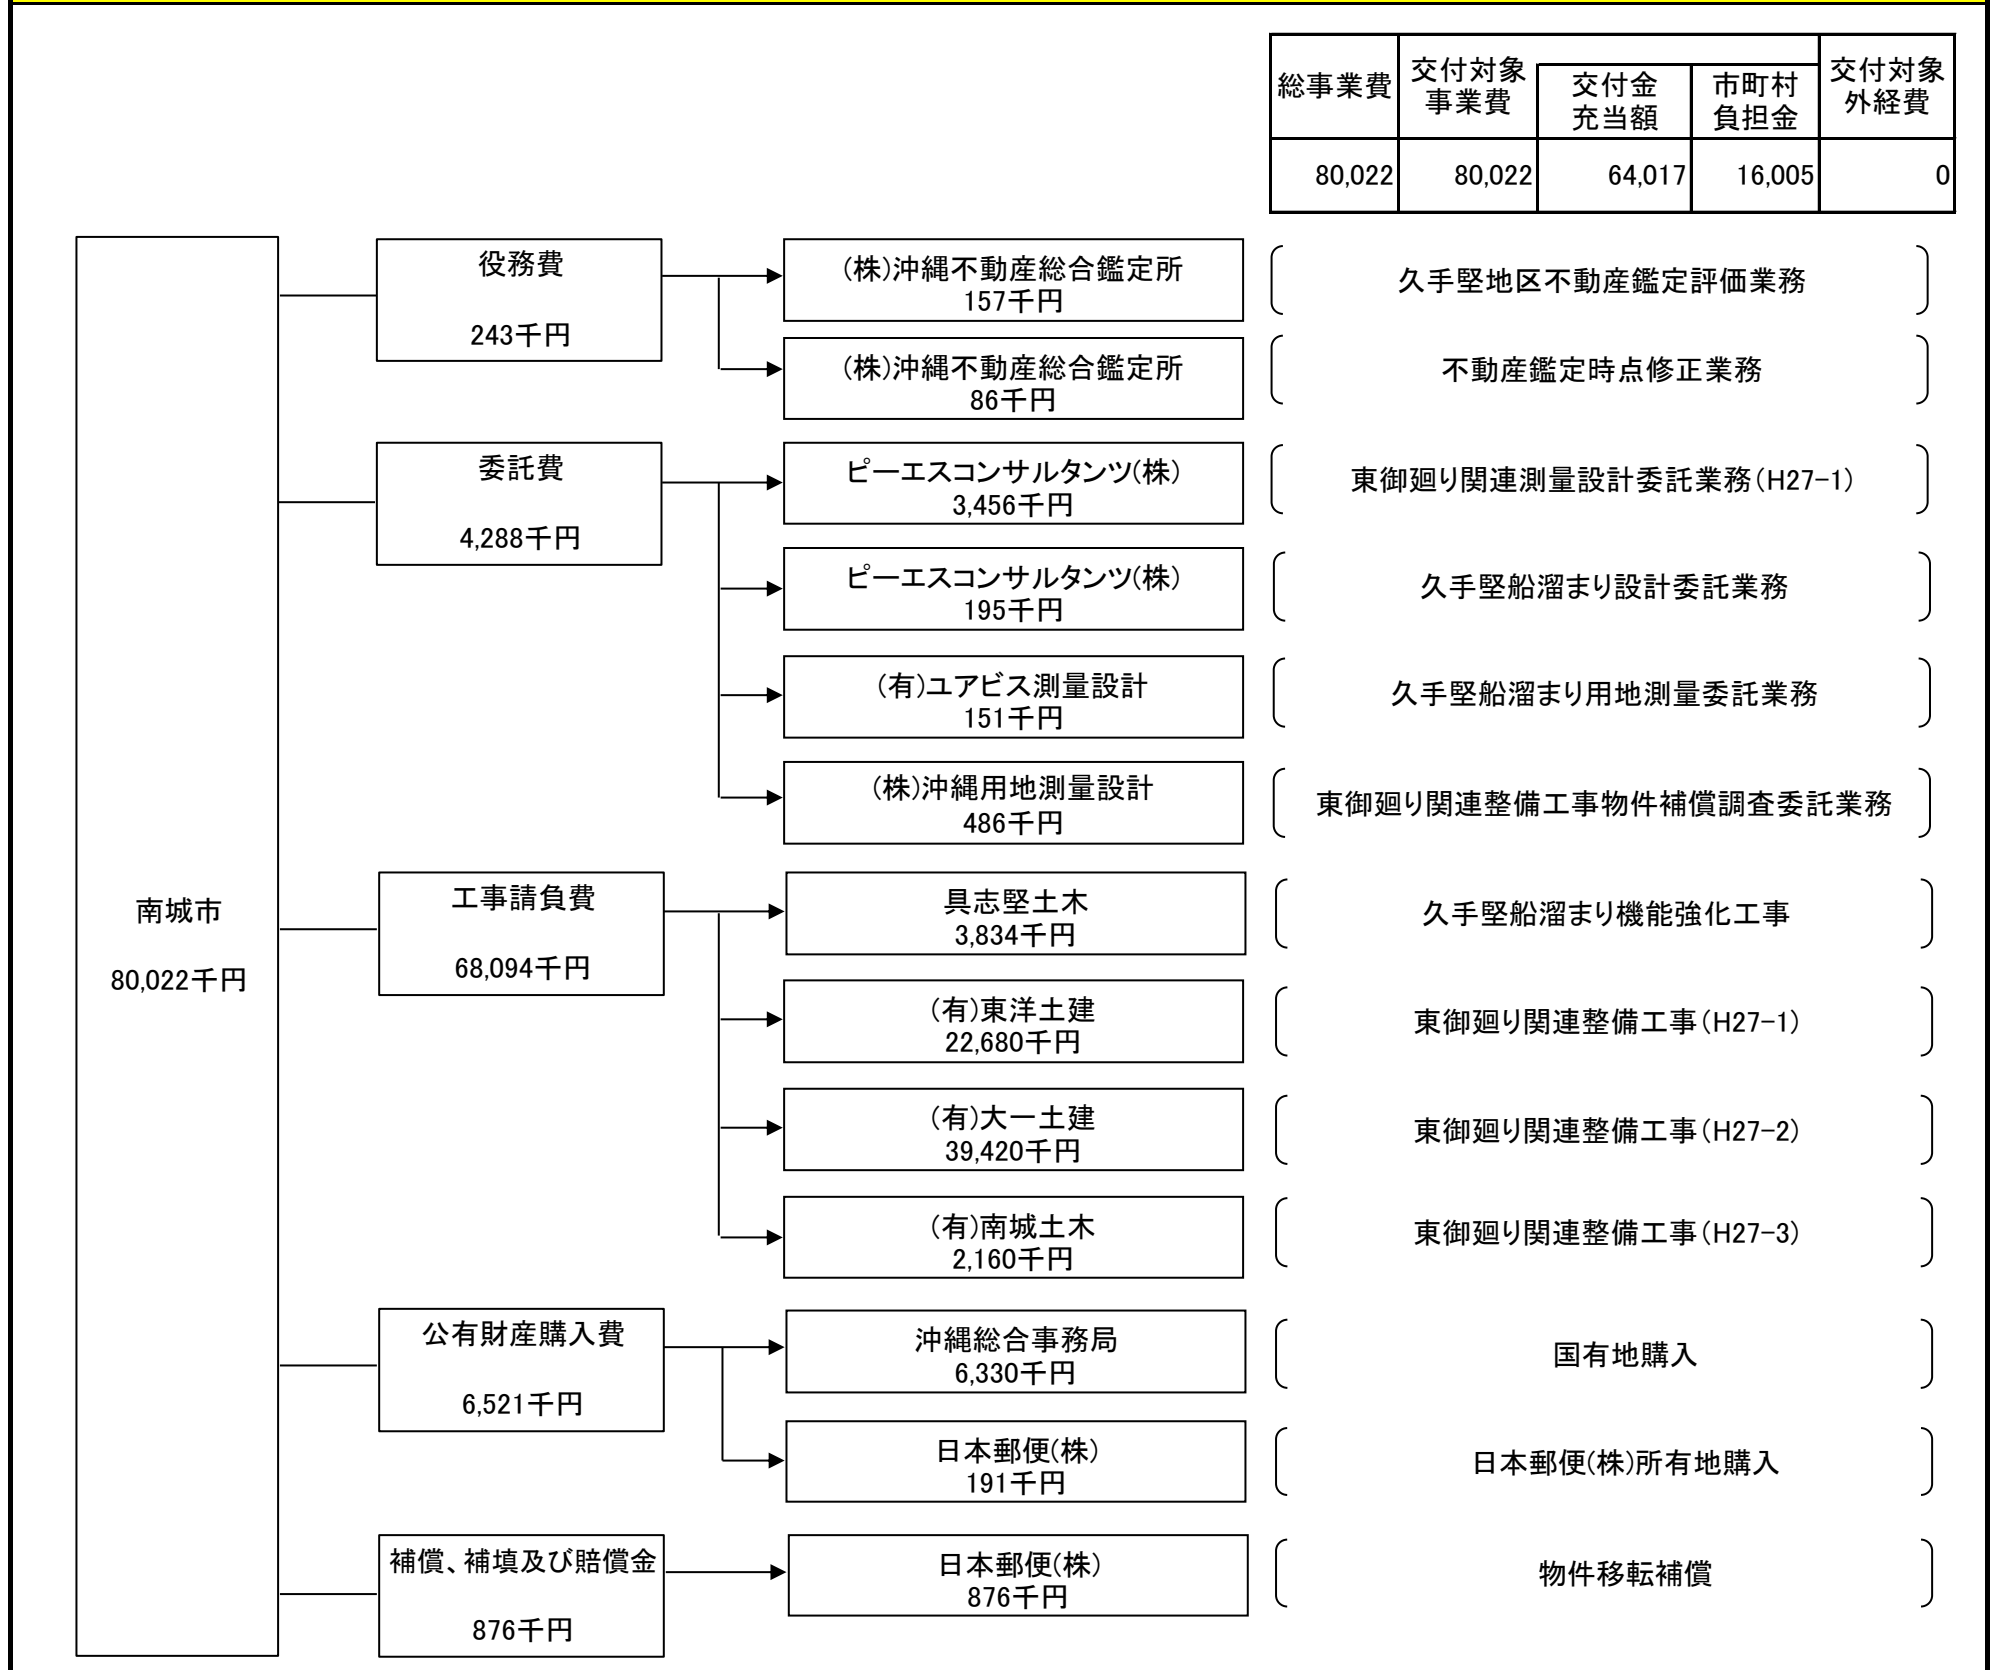 総事業費
交付対象
事業費
交付金
充当額
市町村
負担金
交付対象
外経費
80,022
80,022
64,017
16,005
0
南城市
80,022千円
役務費
243千円
(株)沖縄不動産総合鑑定所
157千円
久手堅地区不動産鑑定評価業務
(株)沖縄不動産総合鑑定所
86千円
不動産鑑定時点修正業務
委託費
4,288千円
ピーエスコンサルタンツ(株)
3,456千円
東御廻り関連測量設計委託業務(H27-1)
ピーエスコンサルタンツ(株)
195千円
久手堅船溜まり設計委託業務
(有)ユアビス測量設計
151千円
久手堅船溜まり用地測量委託業務
(株)沖縄用地測量設計
486千円
東御廻り関連整備工事物件補償調査委託業務
工事請負費
68,094千円
具志堅土木
3,834千円
久手堅船溜まり機能強化工事
(有)東洋土建
22,680千円
東御廻り関連整備工事(H27-1)
(有)大一土建
39,420千円
東御廻り関連整備工事(H27-2)
(有)南城土木
2,160千円
東御廻り関連整備工事(H27-3)
公有財産購入費
6,521千円
沖縄総合事務局
6,330千円
国有地購入
日本郵便(株)
191千円
日本郵便(株)所有地購入
補償、補填及び賠償金
876千円
日本郵便(株)
876千円
物件移転補償